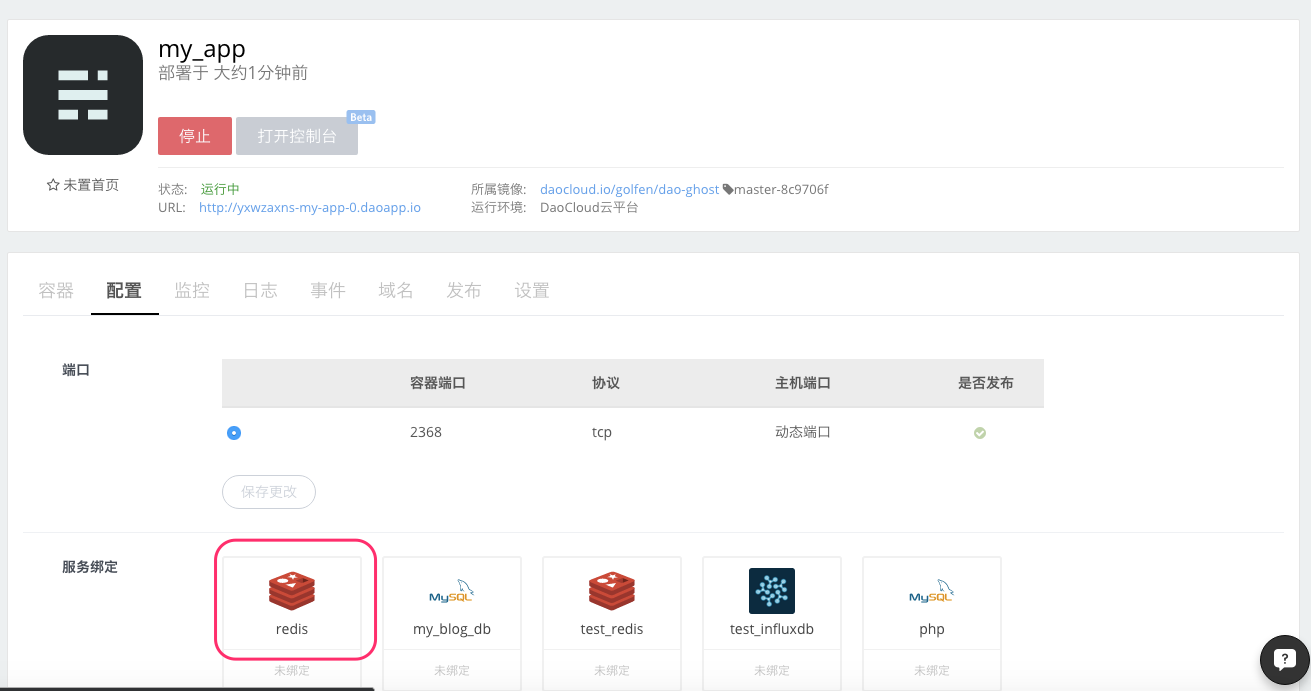 my_app
部署于 大约1分钟前
停止
打开控制台
Beta
未置首页
状态: 运行中
所属镜像: daocloud.io/golfen/dao-ghost master-8c9706f
URL: http://yxwzaxns-my-app-0.daoapp.io
运行环境: DaoCloud云平台
容器 配置 监控 日志 事件 域名 发布 设置
端口
容器端口 协议 主机端口 是否发布
2368 tcp 动态端口
保存更改
服务绑定
MySQL MySQL
redis my_blog_db test_redis test_influxdb php
未绑定 未绑定 未绑定 未绑定 未绑定
?